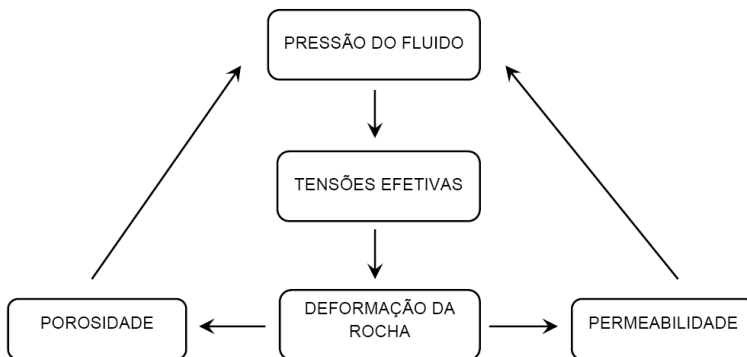 PRESSÃO DO FLUIDO
TENSÕES EFETIVAS
POROSIDADE
DEFORMAÇÃO DA
ROCHA
PERMEABILIDADE